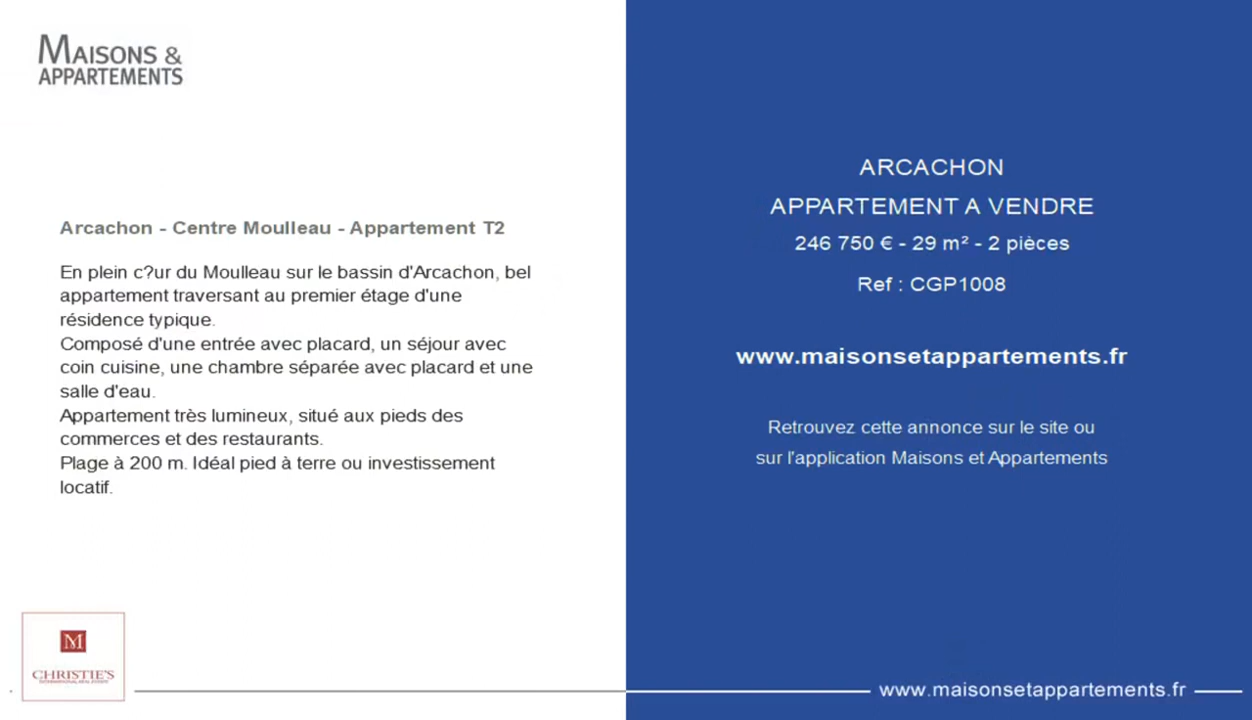 MAISONS &
APPARTEMENTS
Arcachon - Centre Moulleau - Appartement T2
En plein c?ur du Moulleau sur le bassin d'Arcachon, bel
appartement traversant au premier étage d'une
résidence typique.
Composé d'une entrée avec placard, un séjour avec
coin cuisine, une chambre séparée avec placard et une
salle d'eau.
Appartement très lumineux, situé aux pieds des
commerces et des restaurants.
Plage à 200 m. Idéal pied à terre ou investissement
locatif.
M
CHRISTIE'S
INTERNATIONAL REAL ESTATE
ARCACHON
APPARTEMENT A VENDRE
246 750 € - 29 m² - 2 pièces
Ref : CGP1008
www.maisonsetappartements.fr
Retrouvez cette annonce sur le site ou
sur l'application Maisons et Appartements
www.maisonsetappartements.fr